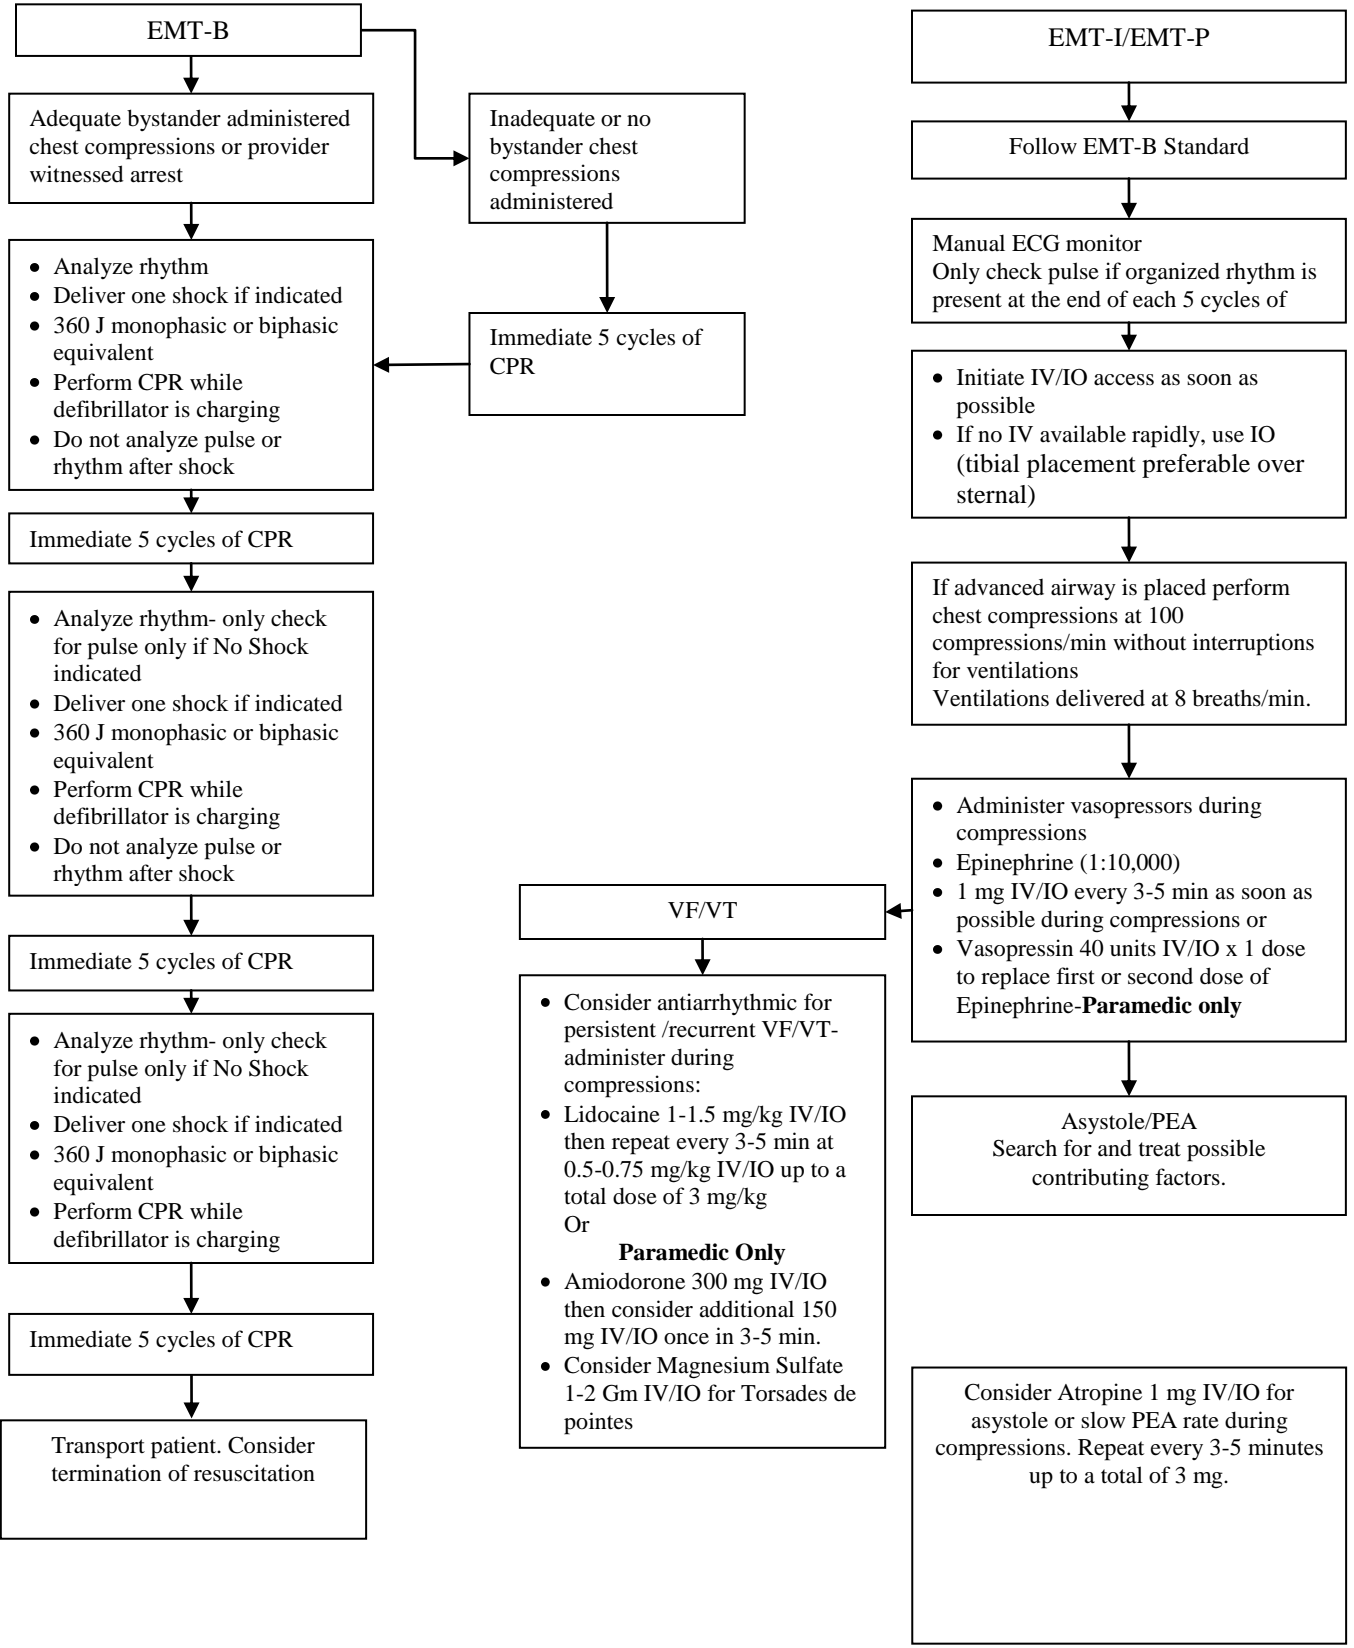 EMT-B
Adequate bystander administered
chest compressions or provider
witnessed arrest
Inadequate or no
bystander chest
compressions
administered
Immediate 5 cycles of
CPR
• Analyze rhythm
• Deliver one shock if indicated
• 360 J monophasic or biphasic
equivalent
• Perform CPR while
defibrillator is charging
• Do not analyze pulse or
rhythm after shock
Immediate 5 cycles of CPR
• Analyze rhythm- only check
for pulse only if No Shock
indicated
• Deliver one shock if indicated
• 360 J monophasic or biphasic
equivalent
• Perform CPR while
defibrillator is charging
• Do not analyze pulse or
rhythm after shock
Immediate 5 cycles of CPR
• Analyze rhythm- only check
for pulse only if No Shock
indicated
• Deliver one shock if indicated
• 360 J monophasic or biphasic
equivalent
• Perform CPR while
defibrillator is charging
Immediate 5 cycles of CPR
Transport patient. Consider
termination of resuscitation
EMT-I/EMT-P
Follow EMT-B Standard
Manual ECG monitor
Only check pulse if organized rhythm is
present at the end of each 5 cycles of
• Initiate IV/IO access as soon as
possible
• If no IV available rapidly, use IO
(tibial placement preferable over
sternal)
If advanced airway is placed perform
chest compressions at 100
compressions/min without interruptions
for ventilations
Ventilations delivered at 8 breaths/min.
• Administer vasopressors during
compressions
• Epinephrine (1:10,000)
• 1 mg IV/IO every 3-5 min as soon as
possible during compressions or
• Vasopressin 40 units IV/IO x 1 dose
to replace first or second dose of
Epinephrine-Paramedic only
VF/VT
• Consider antiarrhythmic for
persistent /recurrent VF/VT-
administer during
compressions:
• Lidocaine 1-1.5 mg/kg IV/IO
then repeat every 3-5 min at
0.5-0.75 mg/kg IV/IO up to a
total dose of 3 mg/kg
Or
Paramedic Only
• Amiodorone 300 mg IV/IO
then consider additional 150
mg IV/IO once in 3-5 min.
• Consider Magnesium Sulfate
1-2 Gm IV/IO for Torsades de
pointes
Asystole/PEA
Search for and treat possible
contributing factors.
Consider Atropine 1 mg IV/IO for
asystole or slow PEA rate during
compressions. Repeat every 3-5 minutes
up to a total of 3 mg.